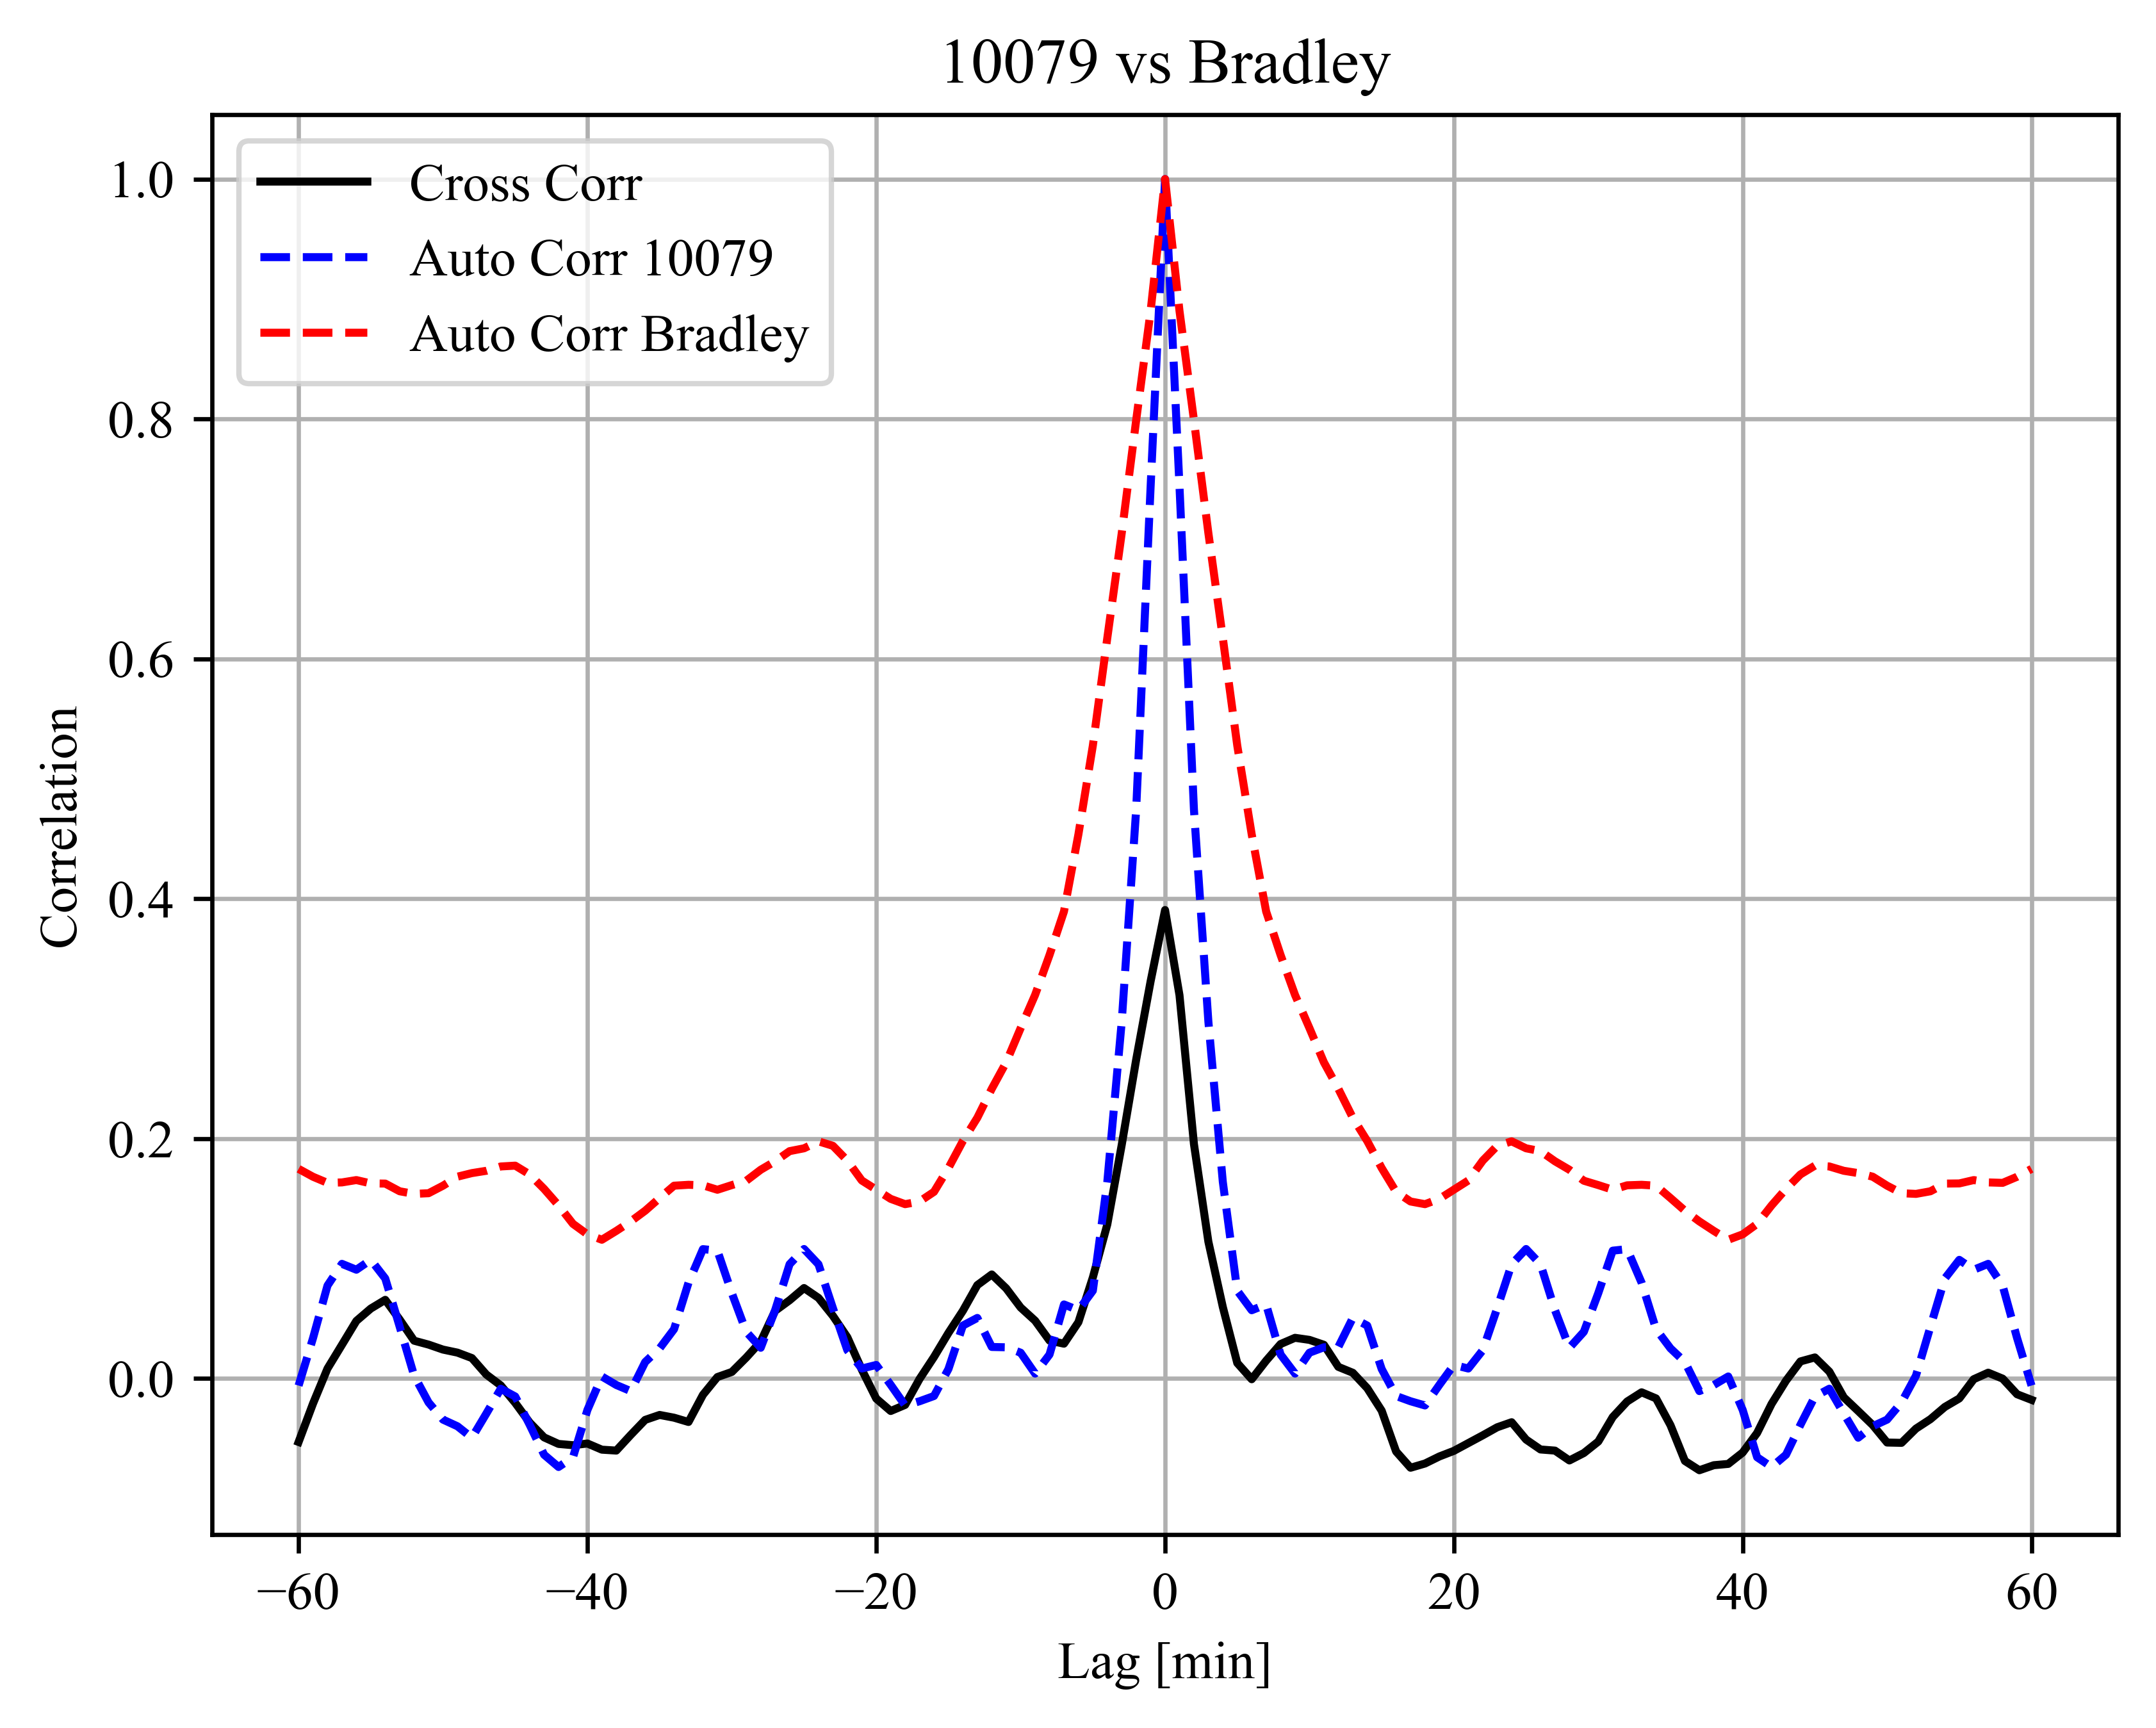 10079 vs Bradley
Cross Corr
Auto Corr 10079
Auto Corr Bradley
1.0
0.8
0.6
0.4
0.2
0.0
Correlation
−60 −40 −20 0 20 40 60
Lag [min]